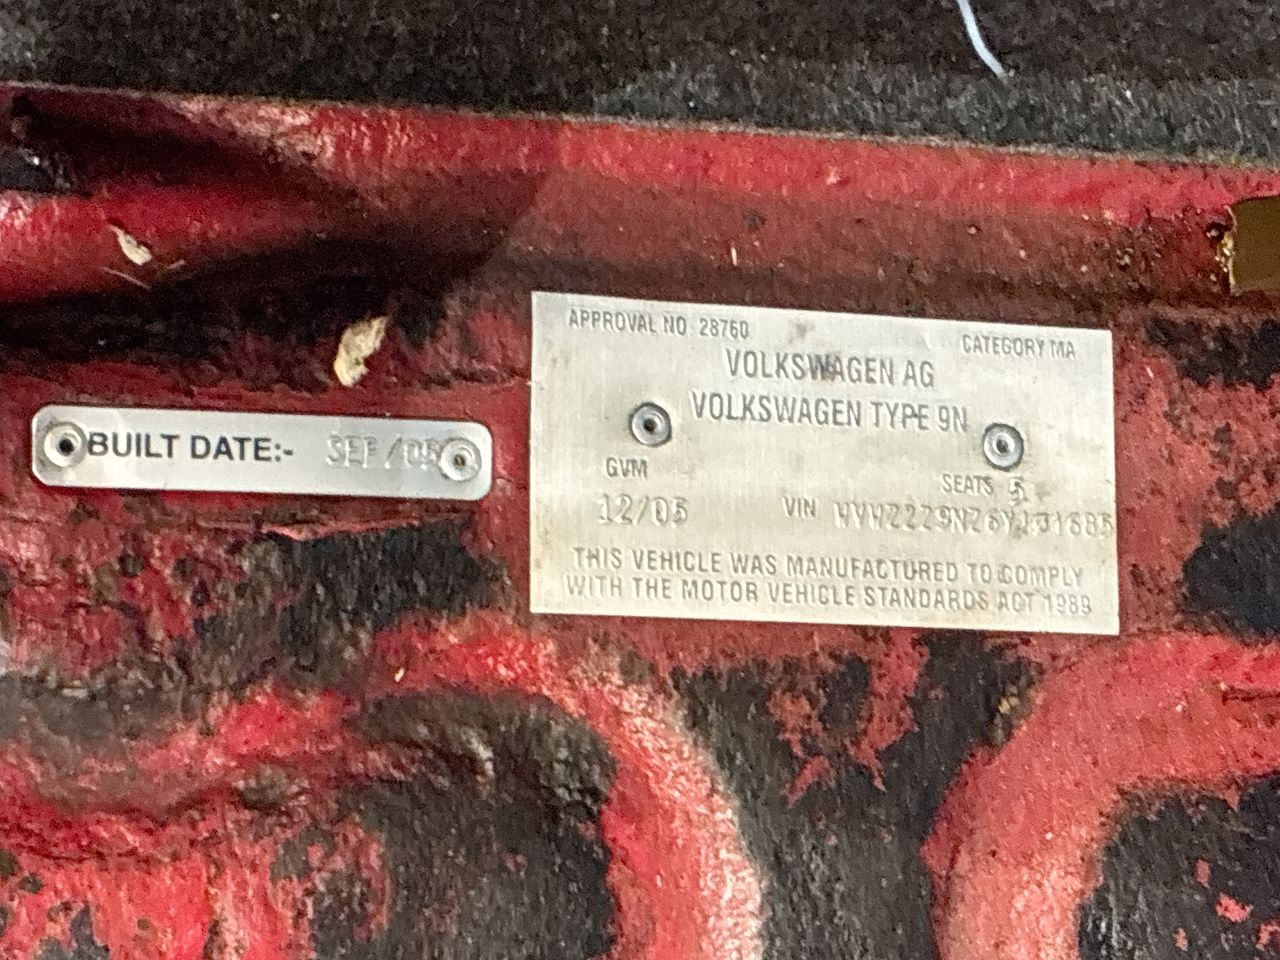 BUILT DATE:- SEP/05
APPROVAL NO. 28760
CATEGORY MA
VOLKSWAGEN AG
VOLKSWAGEN TYPE 9N
GVM
SEATS 5
12/05
VIN
THIS VEHICLE WAS MANUFACTURED TO COMPLY
WITH THE MOTOR VEHICLE STANDARDS ACT 1989